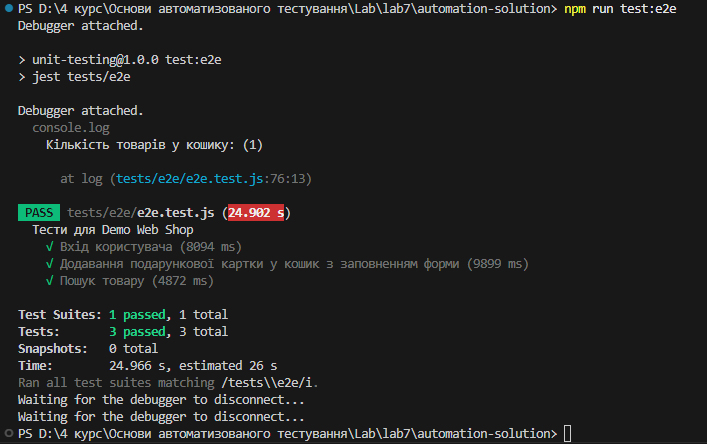 PS D:\4 курс\Основи автоматизованого тестування\Lab\lab7\automation-solution> npm run test:e2e
Debugger attached.
> unit-testing@1.0.0 test:e2e
> jest tests/e2e
Debugger attached.
console.log
Кількість товарів у кошику: (1)
at log (tests/e2e/e2e.test.js:76:13)
PASS tests/e2e/e2e.test.js (24.902 s)
Тести для Demo Web Shop
√ Вхід користувача (8094 ms)
√ Додавання подарункової картки у кошик з заповненням форми (9899 ms)
√ Пошук товару (4872 ms)
Test Suites: 1 passed, 1 total
Tests: 3 passed, 3 total
Snapshots: 0 total
Time: 24.966 s, estimated 26 s
Ran all test suites matching /tests\\e2e/i.
Waiting for the debugger to disconnect...
Waiting for the debugger to disconnect...
PS D:\4 курс\Основи автоматизованого тестування\Lab\lab7\automation-solution>